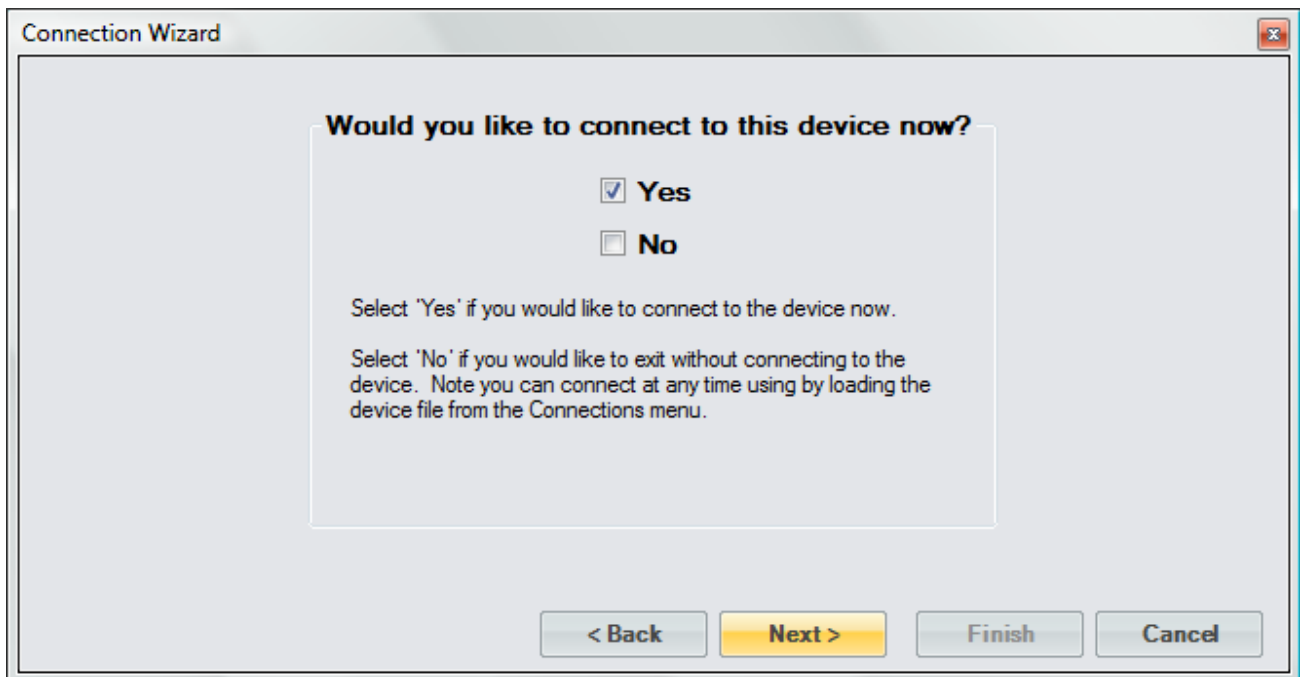 Connection Wizard
Would you like to connect to this device now?
Yes
No
Select 'Yes' if you would like to connect to the device now.
Select 'No' if you would like to exit without connecting to the
device.  Note you can connect at any time using by loading the
device file from the Connections menu.
< Back Next > Finish Cancel